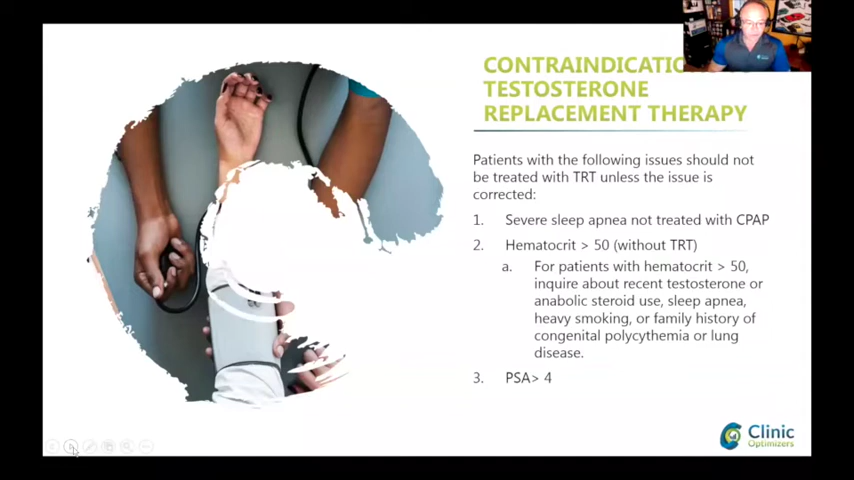 CONTRAINDICATIO
TESTOSTERONE
REPLACEMENT THERAPY
Patients with the following issues should not
be treated with TRT unless the issue is
corrected:
1. Severe sleep apnea not treated with CPAP
2. Hematocrit > 50 (without TRT)
a. For patients with hematocrit > 50,
inquire about recent testosterone or
anabolic steroid use, sleep apnea,
heavy smoking, or family history of
congenital polycythemia or lung
disease.
3. PSA> 4
Clinic
Optimizers